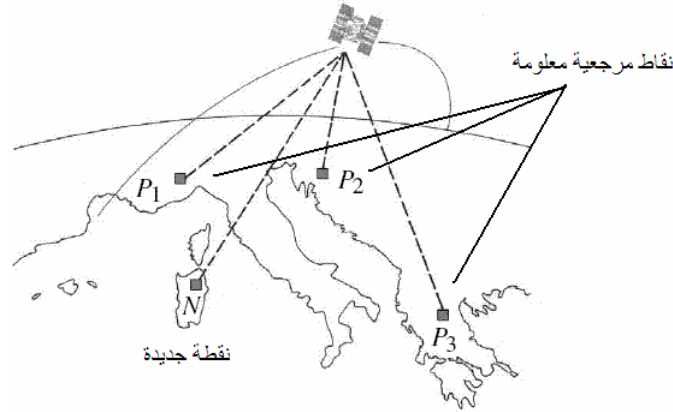 نقاط مرجعية معلومة
P1
P2
N
P3
نقطة جديدة